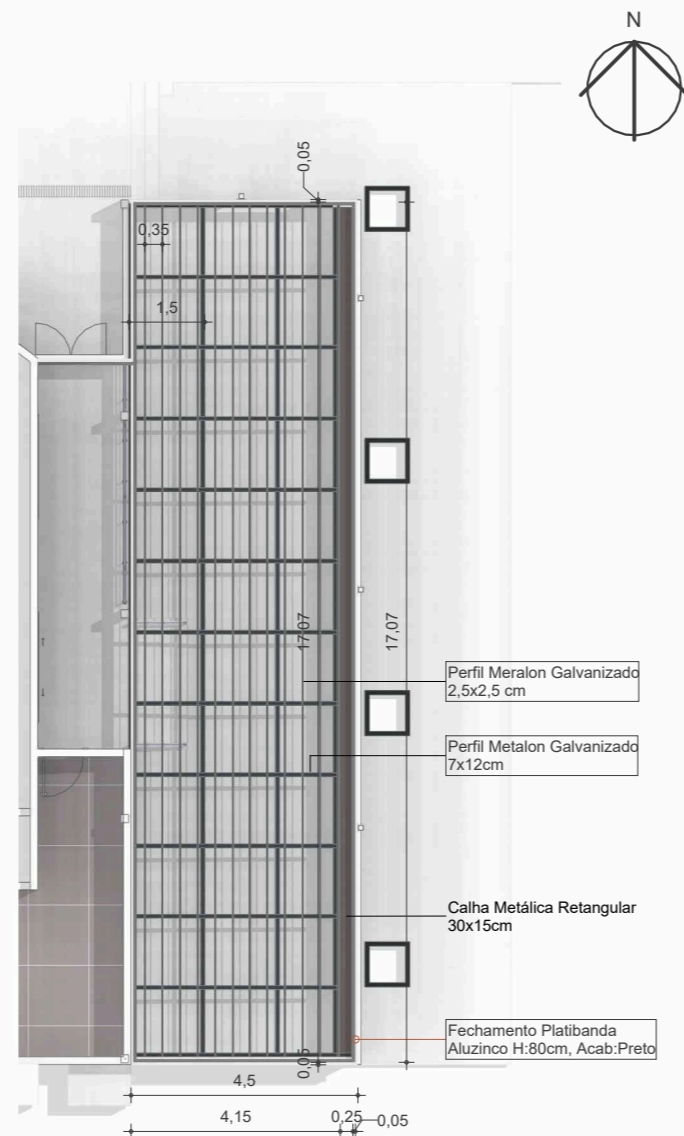 N
0,05
0,35
1,5
17,07
17,07
Perfil Meralon Galvanizado
2,5x2,5 cm
Perfil Metalon Galvanizado
7x12cm
Calha Metálica Retangular
30x15cm
Fechamento Platibanda
Aluzinco H:80cm, Acab:Preto
0,05
4,5
4,15
0,25
0,05